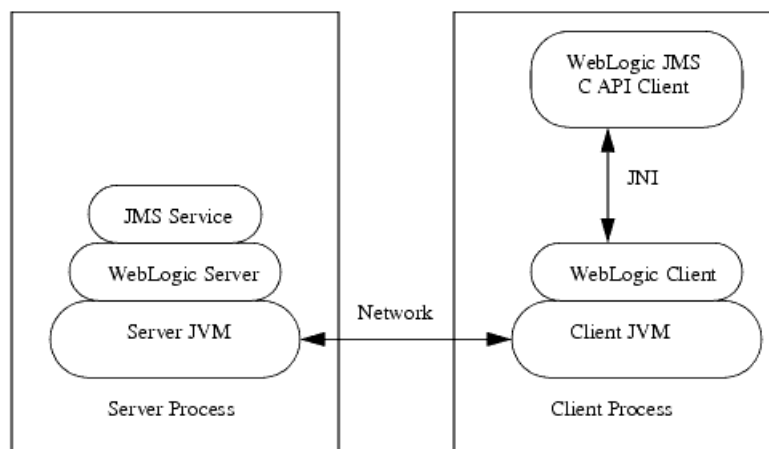 WebLogic JMS
C API Client
JNI
JMS Service
WebLogic Server
WebLogic Client
Network
Server JVM
Client JVM
Server Process
Client Process